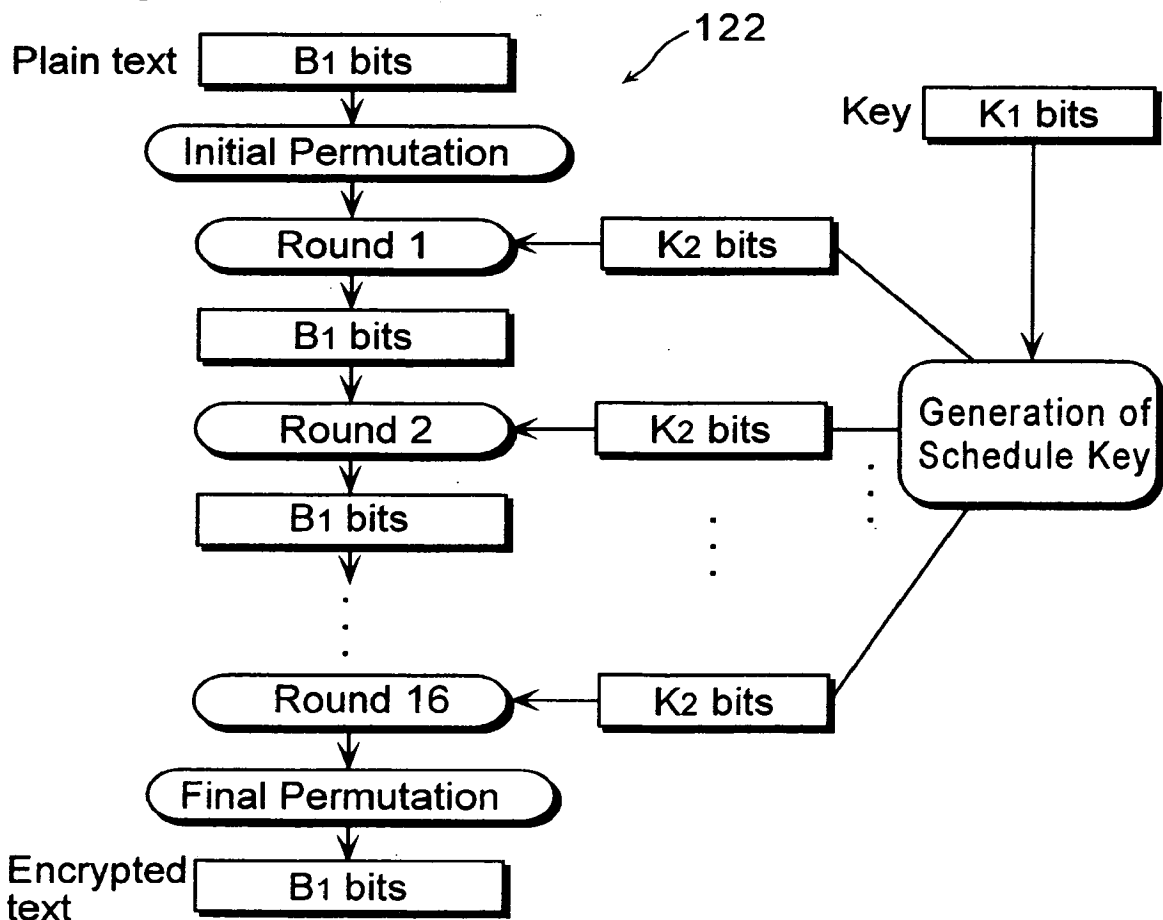 122
Plain text
B1 bits
Key
K1 bits
Initial Permutation
Round 1
K2 bits
B1 bits
Round 2
K2 bits
Generation of
Schedule Key
B1 bits
Round 16
K2 bits
Final Permutation
Encrypted
text
B1 bits